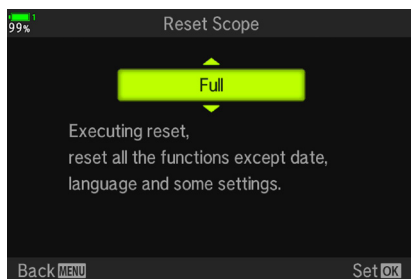 1
99%
Reset Scope
Full
Executing reset,
reset all the functions except date,
language and some settings.
Back MENU
Set OK